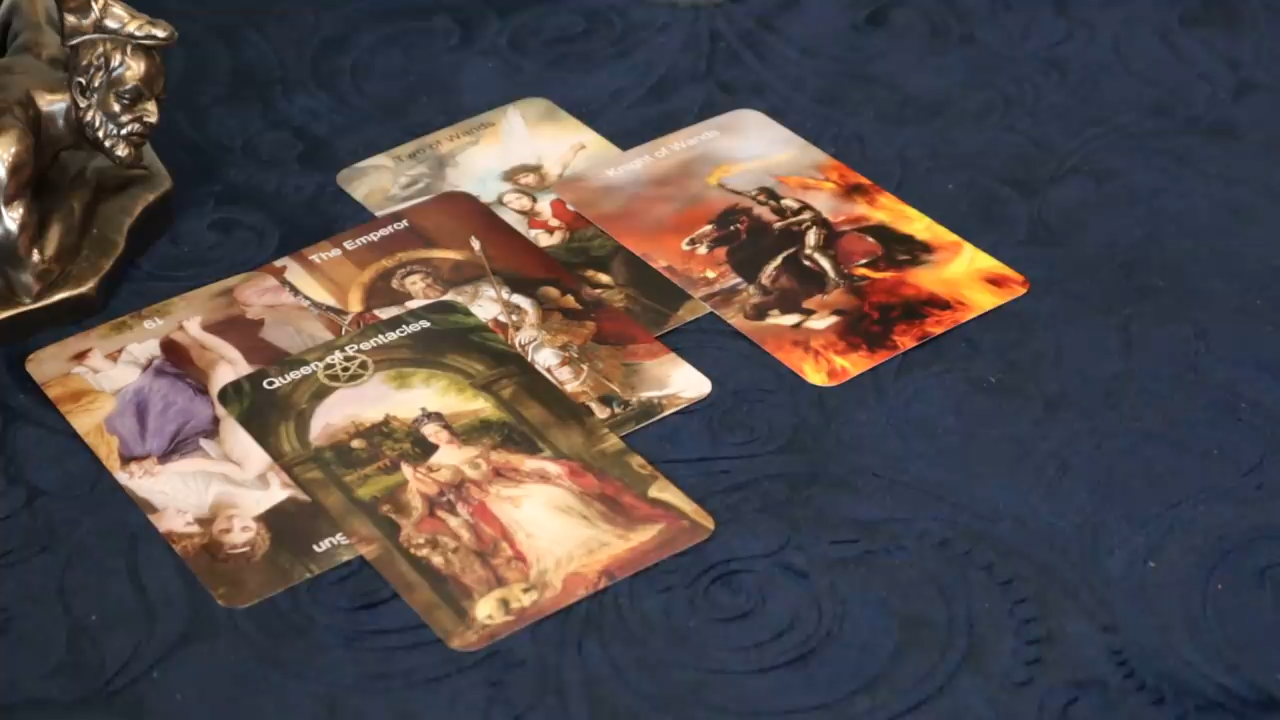 Two of Wands
Knight of Wands
The Emperor
19
Queen of Pentacles
Sun